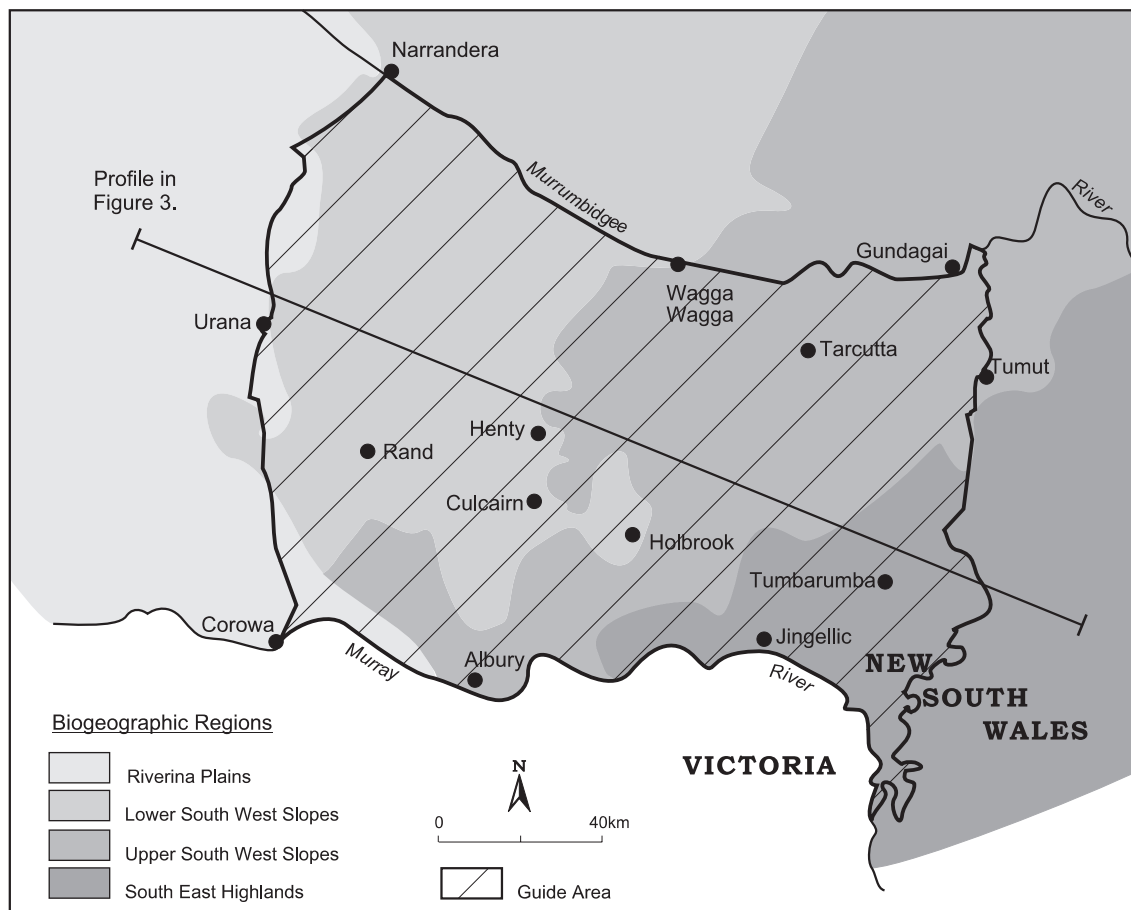 Narrandera
Profile in
Figure 3.
Murrumbidgee
River
Gundagai
Wagga
Wagga
Urana
Tarcutta
Tumut
Henty
Rand
Culcairn
Holbrook
Tumbarumba
Corowa
Murray
Albury
Jingellic
River
NEW
SOUTH
WALES
VICTORIA
Biogeographic Regions
Riverina Plains
Lower South West Slopes
Upper South West Slopes
South East Highlands
N
0 40km
Guide Area